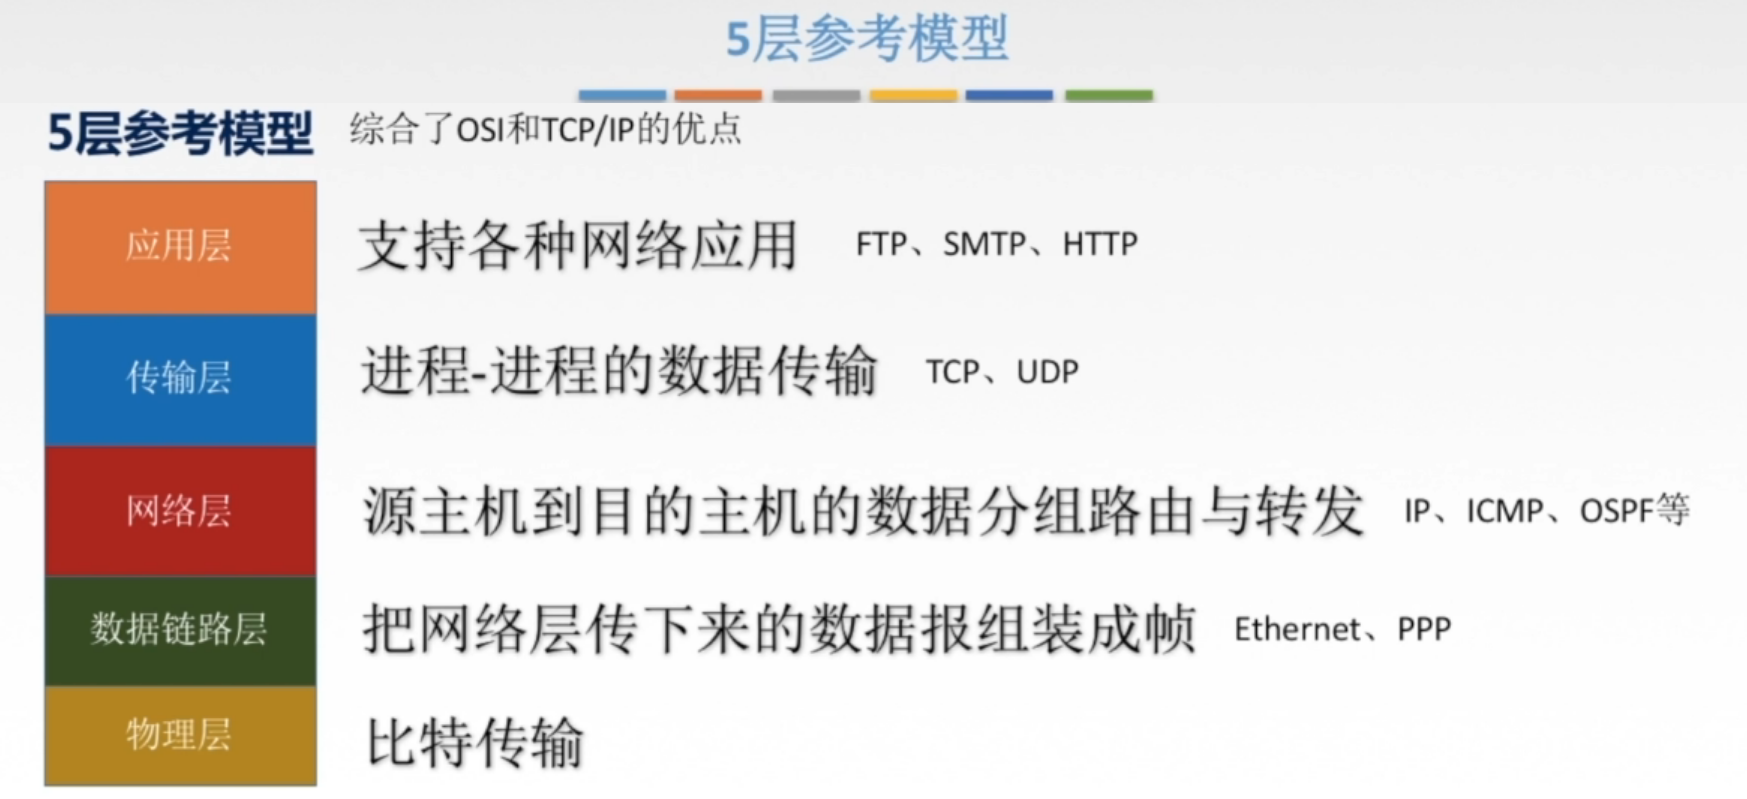 5层参考模型
5层参考模型 综合了OSI和TCP/IP的优点
应用层 支持各种网络应用 FTP、SMTP、HTTP
传输层 进程-进程的数据传输 TCP、UDP
网络层 源主机到目的主机的数据分组路由与转发 IP、ICMP、OSPF等
数据链路层 把网络层传下来的数据报组装成帧 Ethernet、PPP
物理层 比特传输